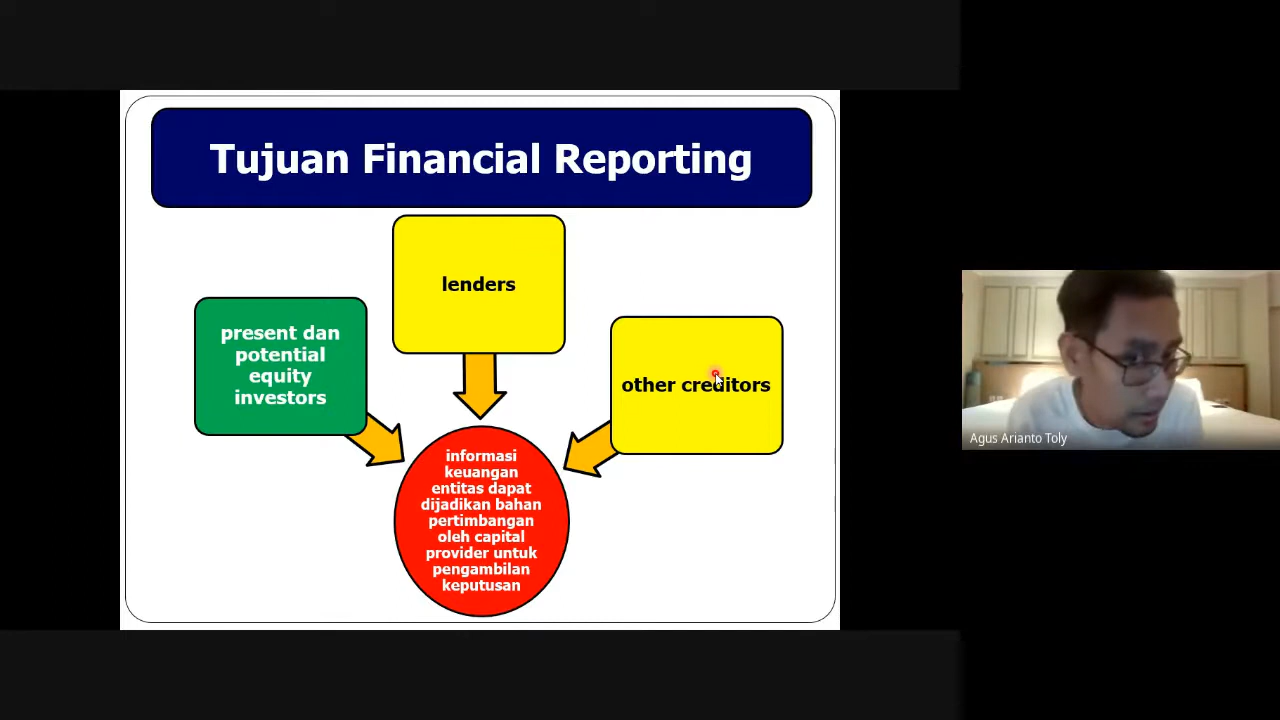 Tujuan Financial Reporting
lenders
present dan
potential
equity
investors
other creditors
informasi
keuangan
entitas dapat
dijadikan bahan
pertimbangan
oleh capital
provider untuk
pengambilan
keputusan
Agus Arianto Toly